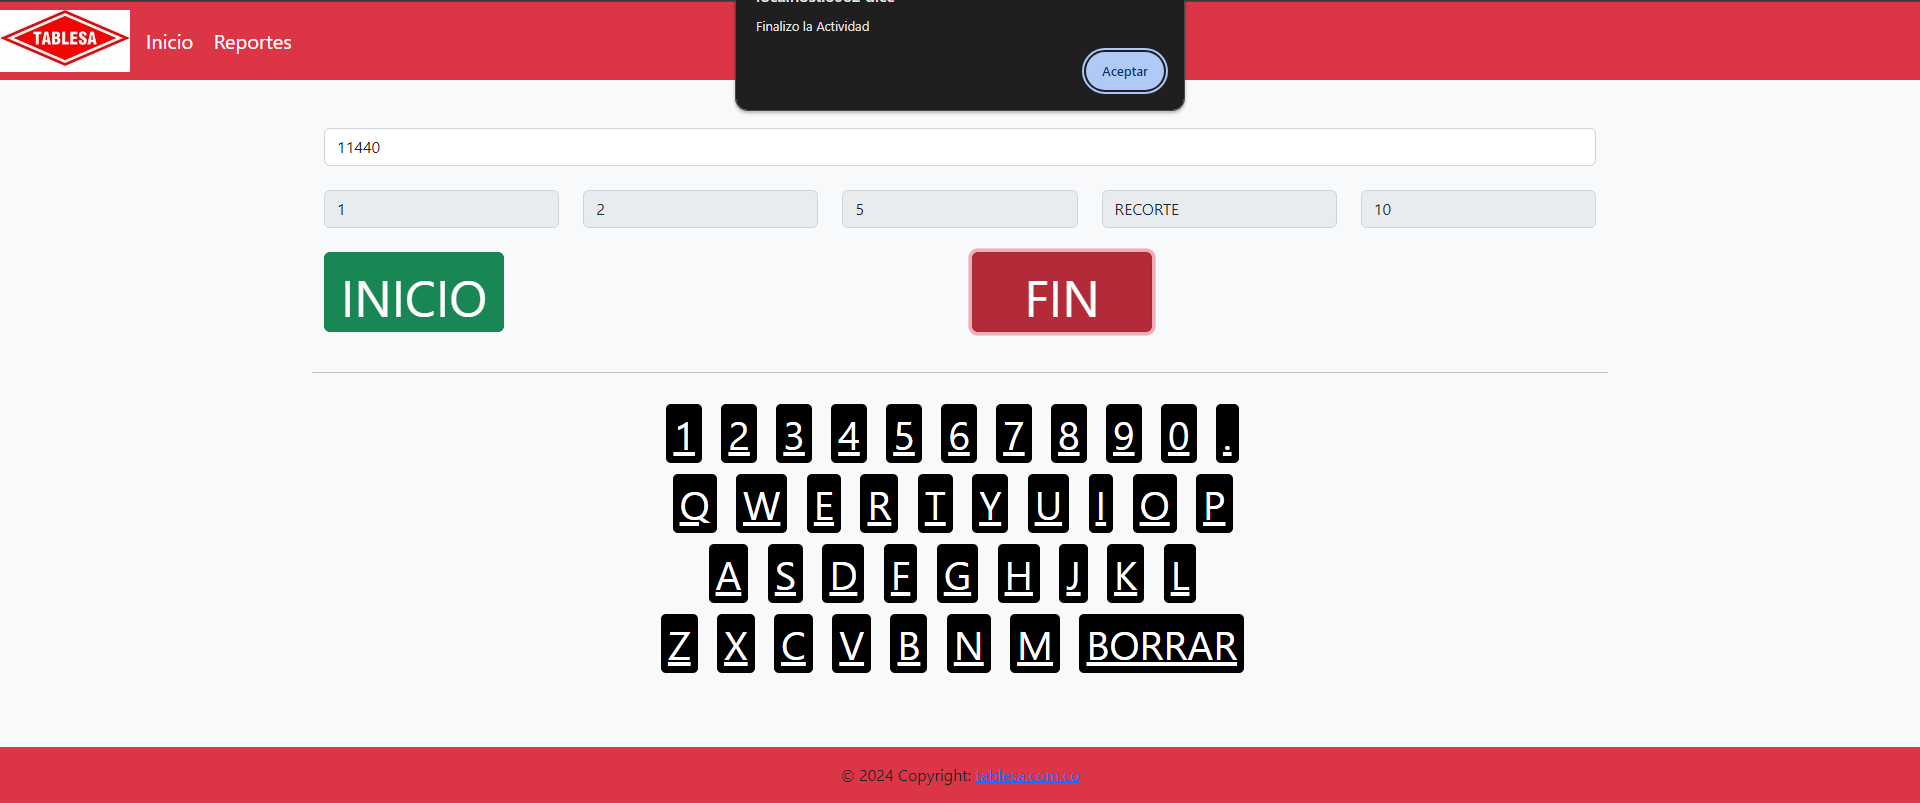 Finalizo la Actividad
Aceptar
TABLESA
Inicio Reportes
11440
1 2 5 RECORTE 10
INICIO FIN
1 2 3 4 5 6 7 8 9 0 .
Q W E R T Y U I O P
A S D F G H J K L
Z X C V B N M BORRAR
© 2024 Copyright: tablesa.com.co